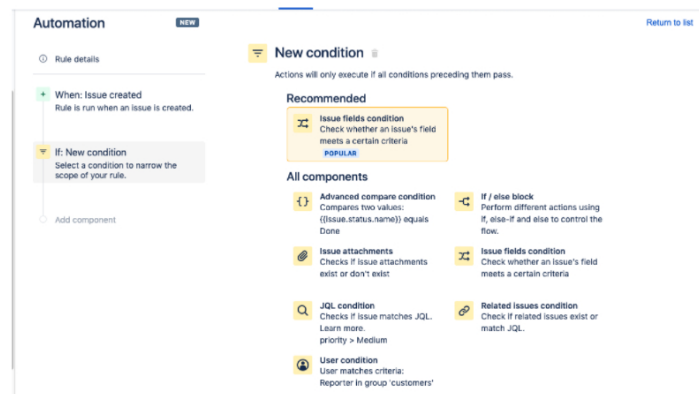 Automation NEW
Return to list
Rule details
When: Issue created
Rule is run when an issue is created.
If: New condition
Select a condition to narrow the
scope of your rule.
Add component
New condition
Actions will only execute if all conditions preceding them pass.
Recommended
Issue fields condition
Check whether an issue's field
meets a certain criteria
POPULAR
All components
Advanced compare condition
Compares two values:
{{issue.status.name}} equals
Done
If / else block
Perform different actions using
if, else-if and else to control the
flow.
Issue attachments
Checks if issue attachments
exist or don't exist
Issue fields condition
Check whether an issue's field
meets a certain criteria
JQL condition
Checks if issue matches JQL.
Learn more.
priority > Medium
Related issues condition
Check if related issues exist or
match JQL.
User condition
User matches criteria:
Reporter in group 'customers'